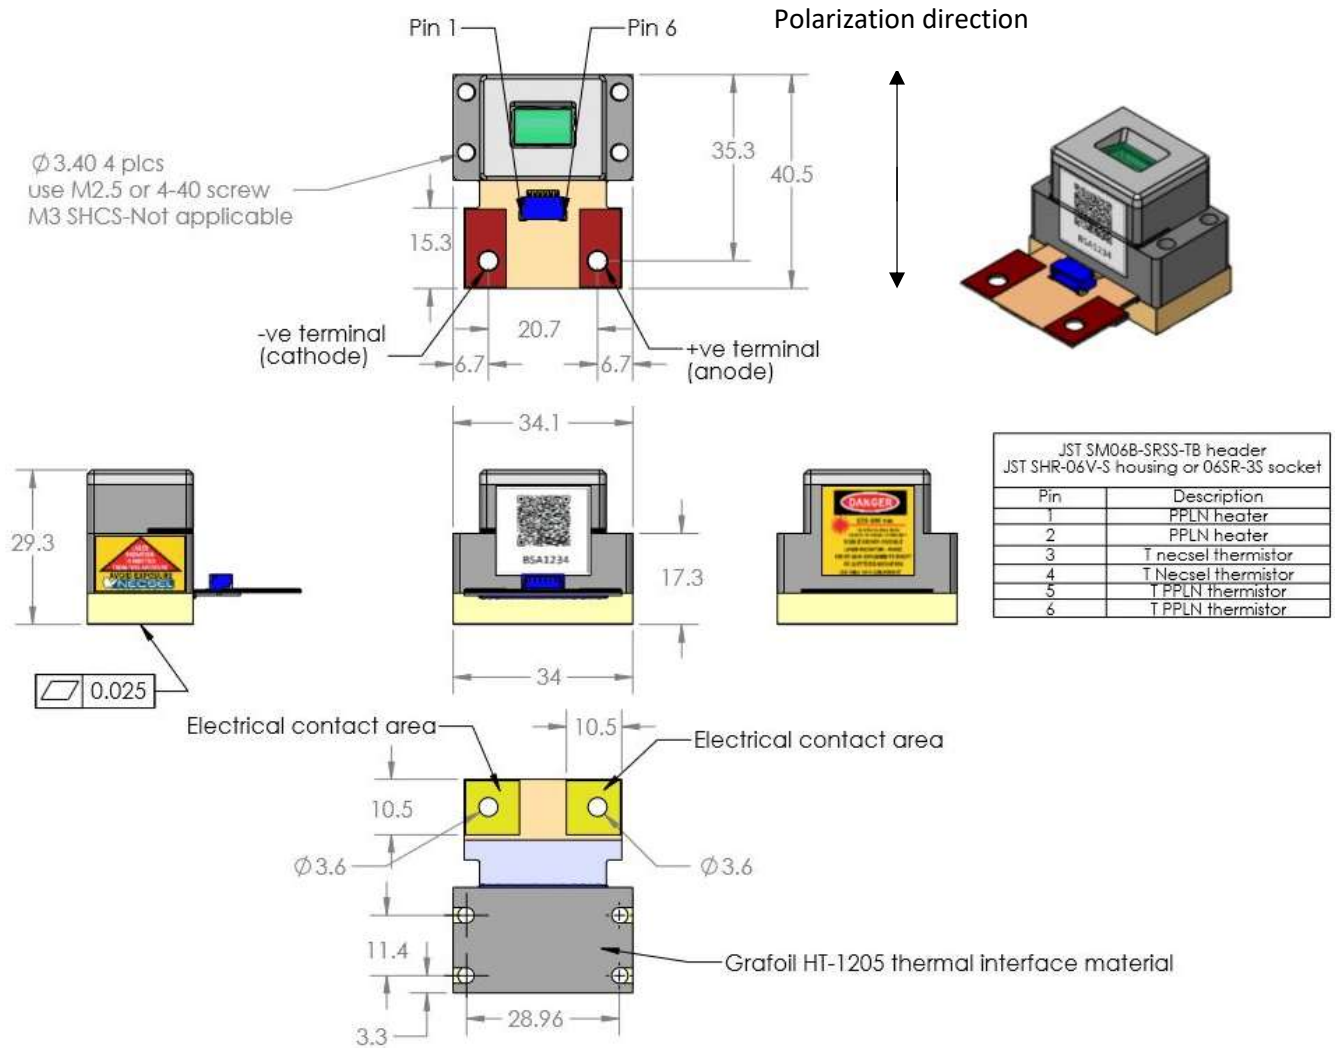 Polarization direction
Pin 1
Pin 6
∅3.40 4 plcs
use M2.5 or 4-40 screw
M3 SHCS-Not applicable
35.3
40.5
15.3
-ve terminal
(cathode)
20.7
6.7
6.7
+ve terminal
(anode)
BSA1234
34.1
29.3
AVOID EXPOSURE
NECSEL
BSA1234
17.3
34
DANGER
0.025
JST SM06B-SRSS-TB header
JST SHR-06V-S housing or 06SR-3S socket
Pin Description
1 PPLN heater
2 PPLN heater
3 T necsel thermistor
4 T Necsel thermistor
5 T PPLN thermistor
6 T PPLN thermistor
Electrical contact area
10.5
Electrical contact area
10.5
∅3.6
∅3.6
11.4
Grafoil HT-1205 thermal interface material
28.96
3.3